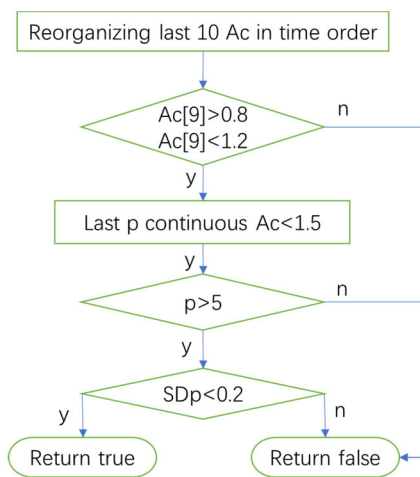 Reorganizing last 10 Ac in time order
Ac[9]>0.8
Ac[9]<1.2
n
y
Last p continuous Ac<1.5
y
p>5
n
y
SDp<0.2
y
n
Return true
Return false